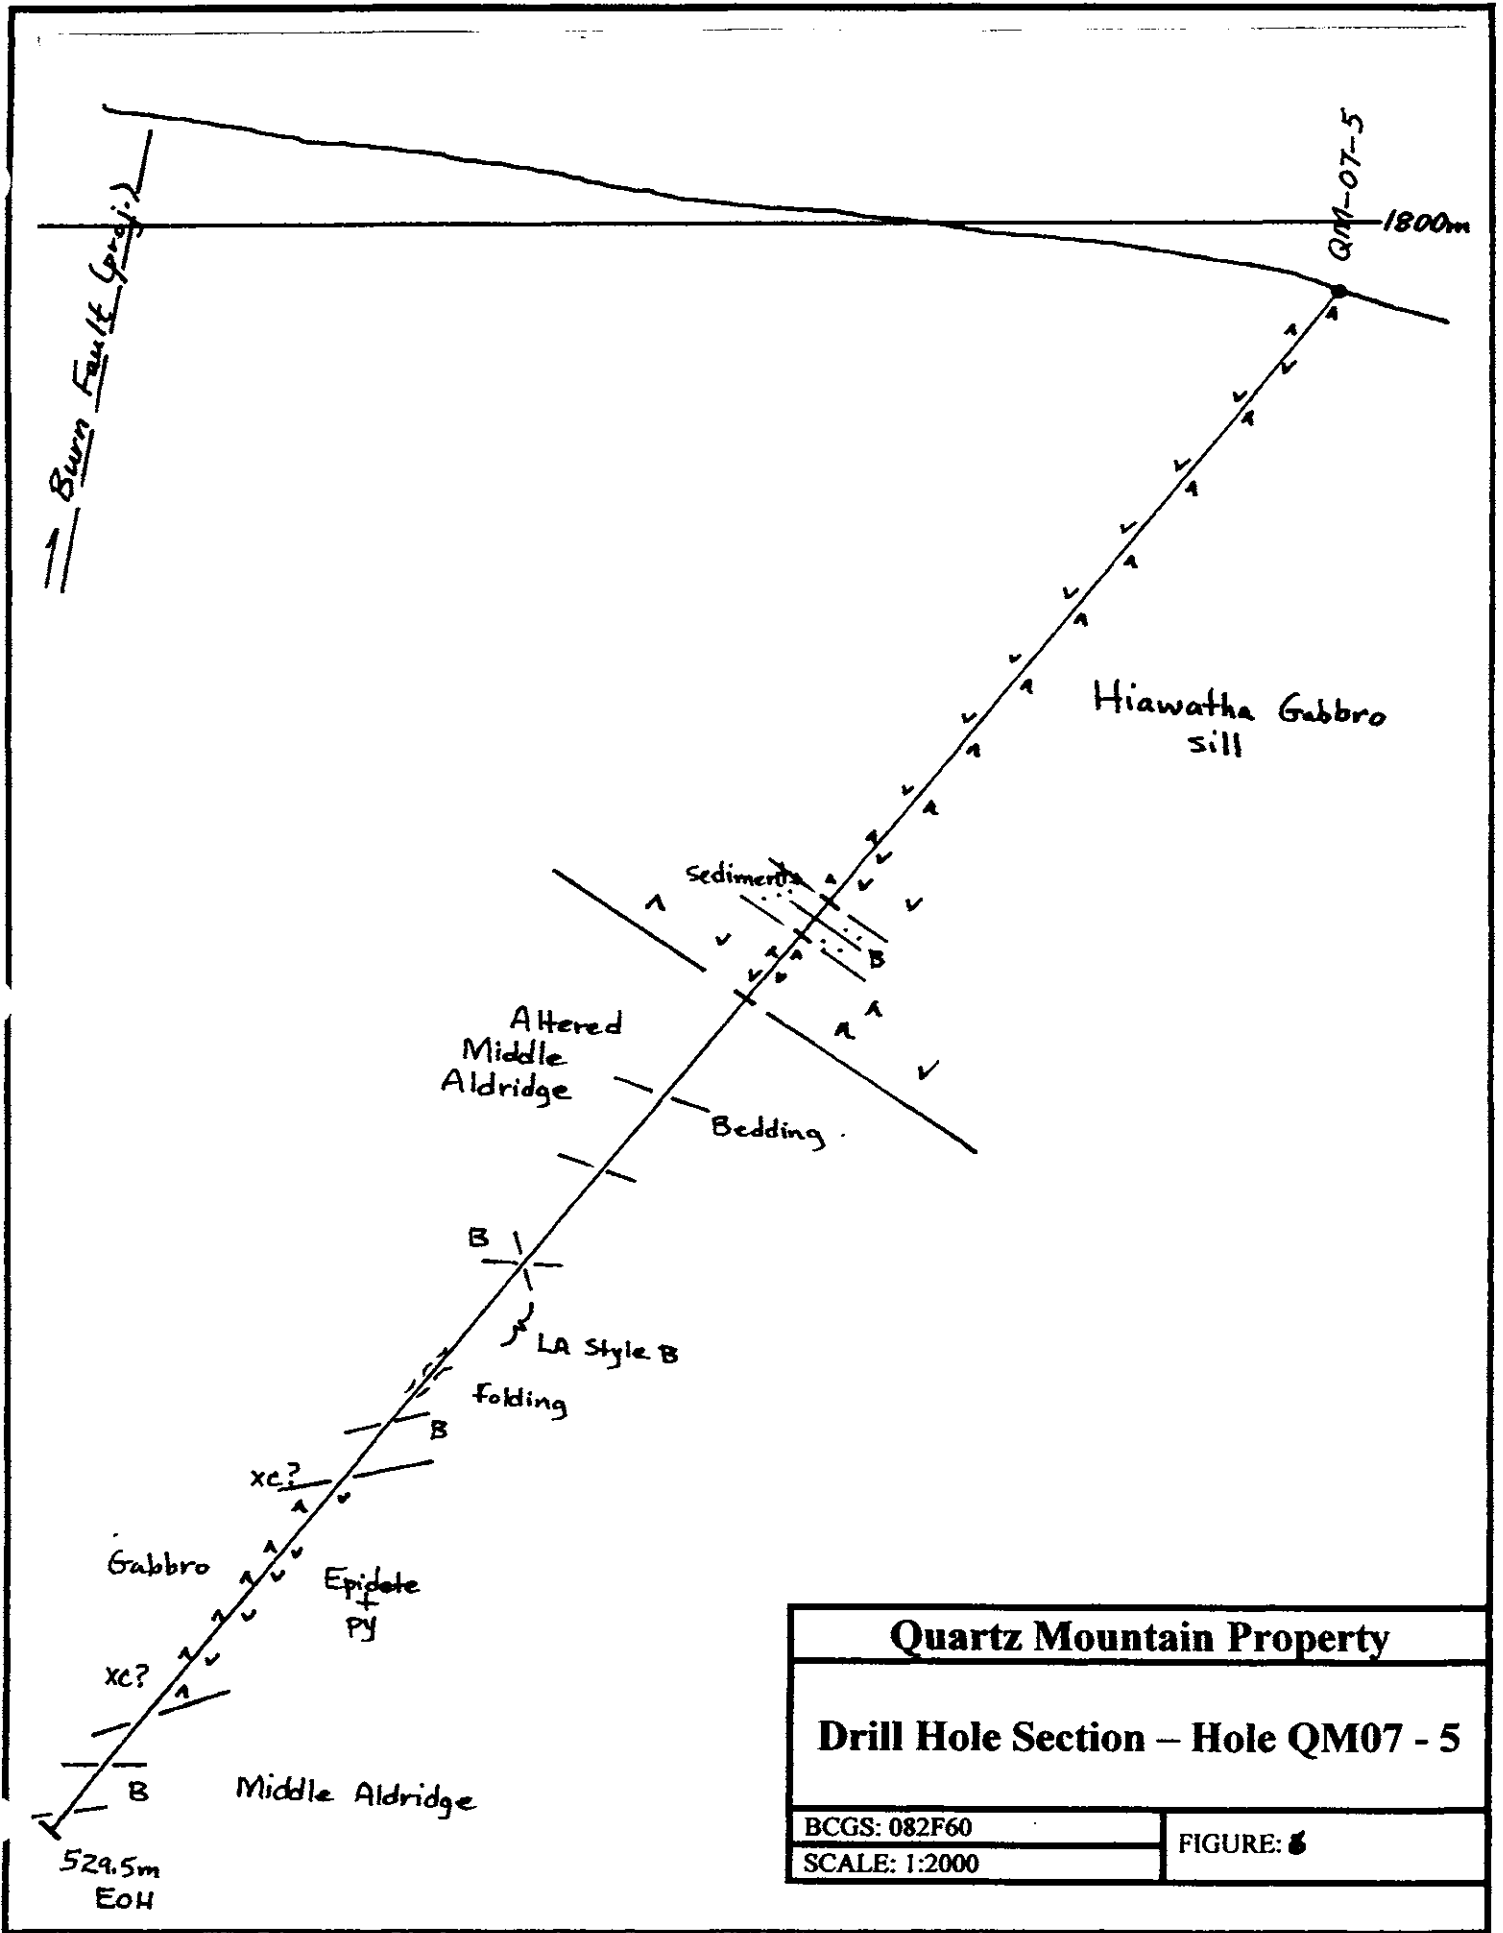 QM-07-5
1800m
Burn Fault (proj.)
Hiawatha Gabbro
sill
Sediments
B
Altered
Middle
Aldridge
Bedding
B
LA Style B
folding
B
xc?
Gabbro
Epidote
+
PY
xc?
B
Middle Aldridge
529.5m
EOH
Quartz Mountain Property
Drill Hole Section – Hole QM07 - 5
BCGS: 082F60
SCALE: 1:2000
FIGURE: